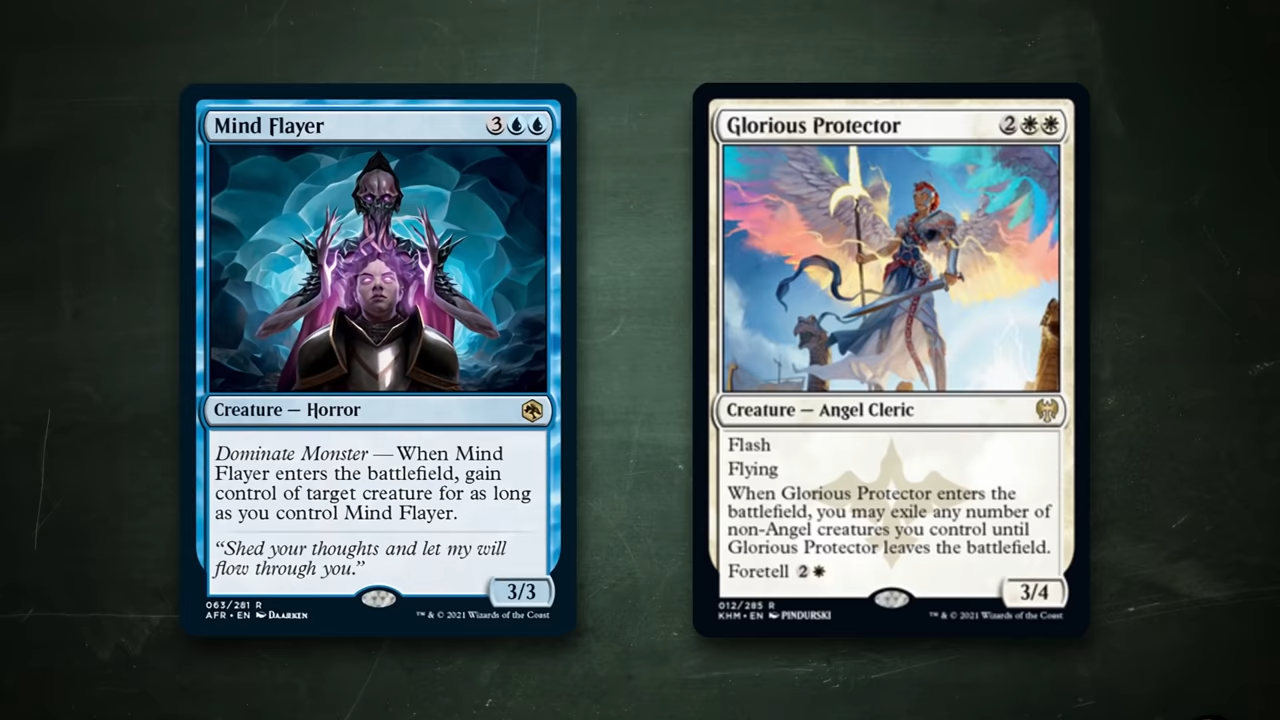 Mind Flayer 3
Creature — Horror
Dominate Monster — When Mind
Flayer enters the battlefield, gain
control of target creature for as long
as you control Mind Flayer.
“Shed your thoughts and let my will
flow through you.”
3/3
063/281 R
AFR • EN DAARKEN
™ & © 2021 Wizards of the Coast
Glorious Protector 2
Creature — Angel Cleric
Flash
Flying
When Glorious Protector enters the
battlefield, you may exile any number of
non-Angel creatures you control until
Glorious Protector leaves the battlefield.
Foretell 2
3/4
012/285 R
KHM • EN PINDURSKI
™ & © 2021 Wizards of the Coast